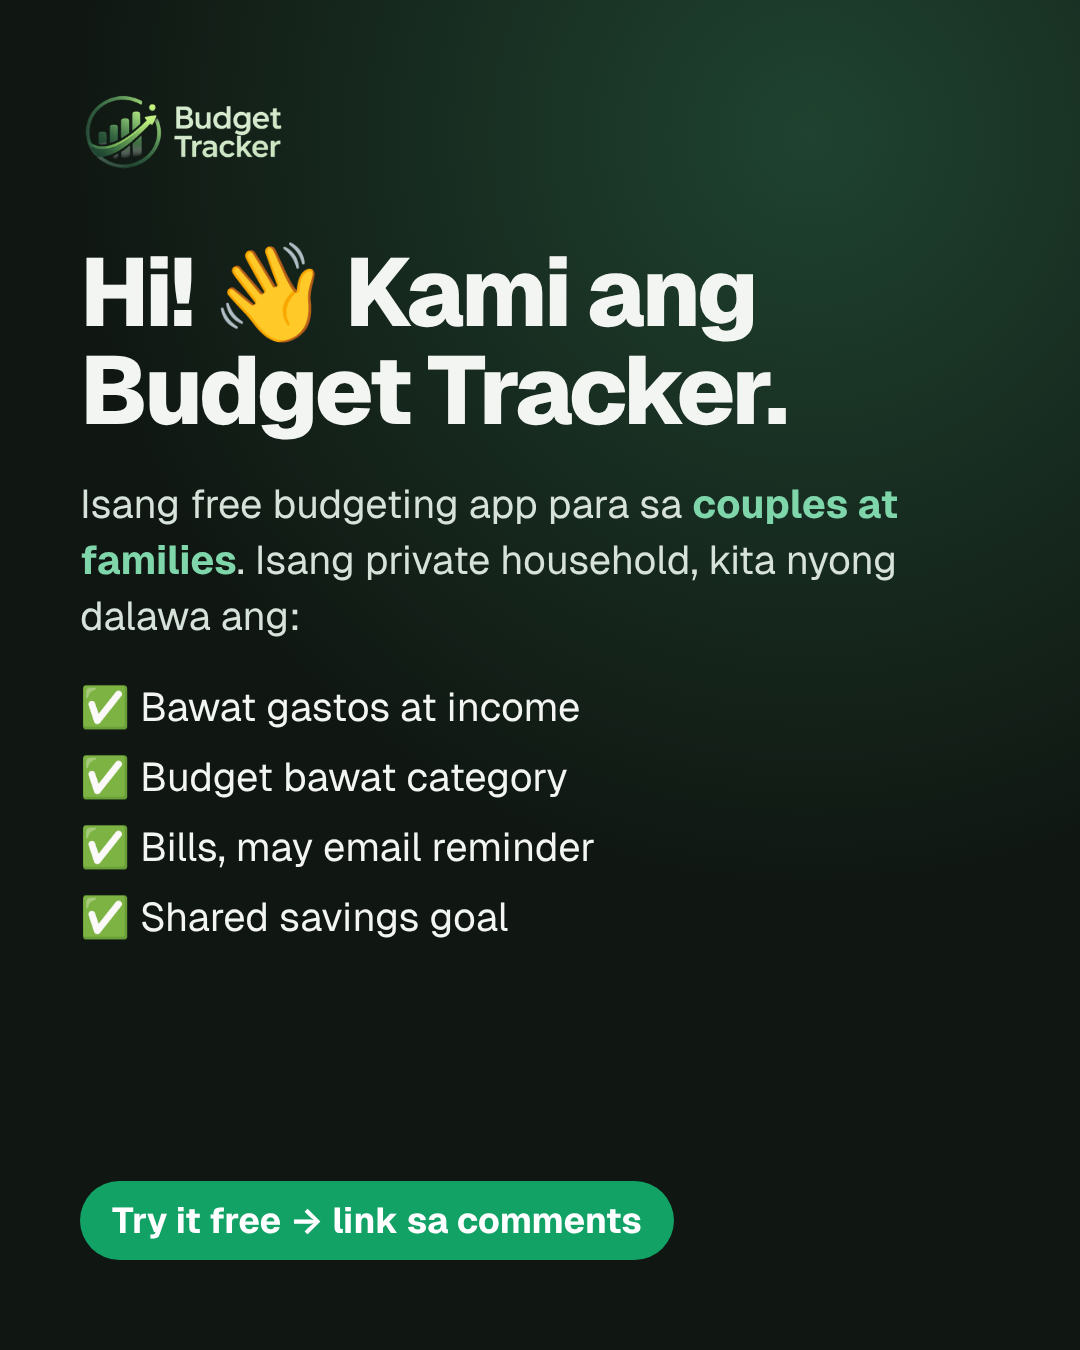 Budget
Tracker
Hi! 👋 Kami ang
Budget Tracker.
Isang free budgeting app para sa couples at
families. Isang private household, kita nyong
dalawa ang:
✅ Bawat gastos at income
✅ Budget bawat category
✅ Bills, may email reminder
✅ Shared savings goal
Try it free → link sa comments